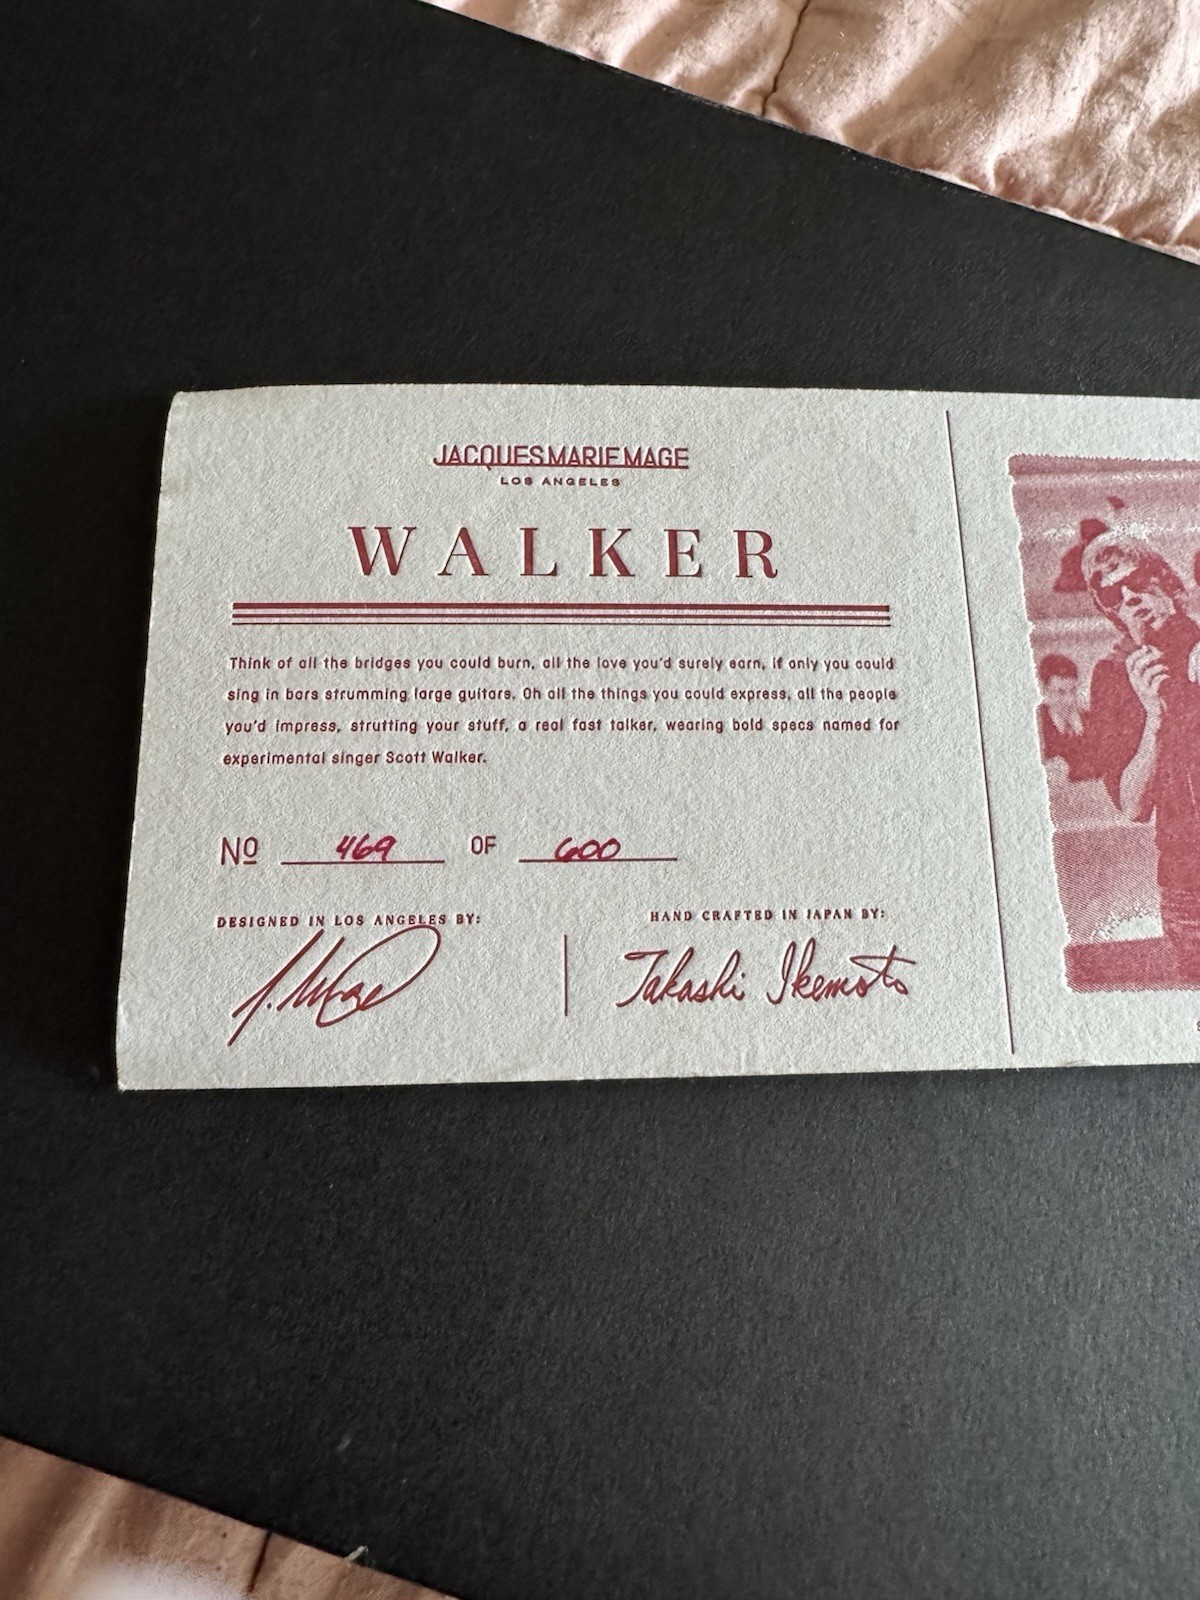 JACQUES MARIE MAGE
LOS ANGELES
WALKER
Think of all the bridges you could burn, all the love you'd surely earn, if only you could
sing in bars strumming large guitars. Oh all the things you could express, all the people
you'd impress, strutting your stuff, a real fast talker, wearing bold specs named for
experimental singer Scott Walker.
Nº 469 OF 600
DESIGNED IN LOS ANGELES BY: HAND CRAFTED IN JAPAN BY:
J. Mage Takashi Ikemoto